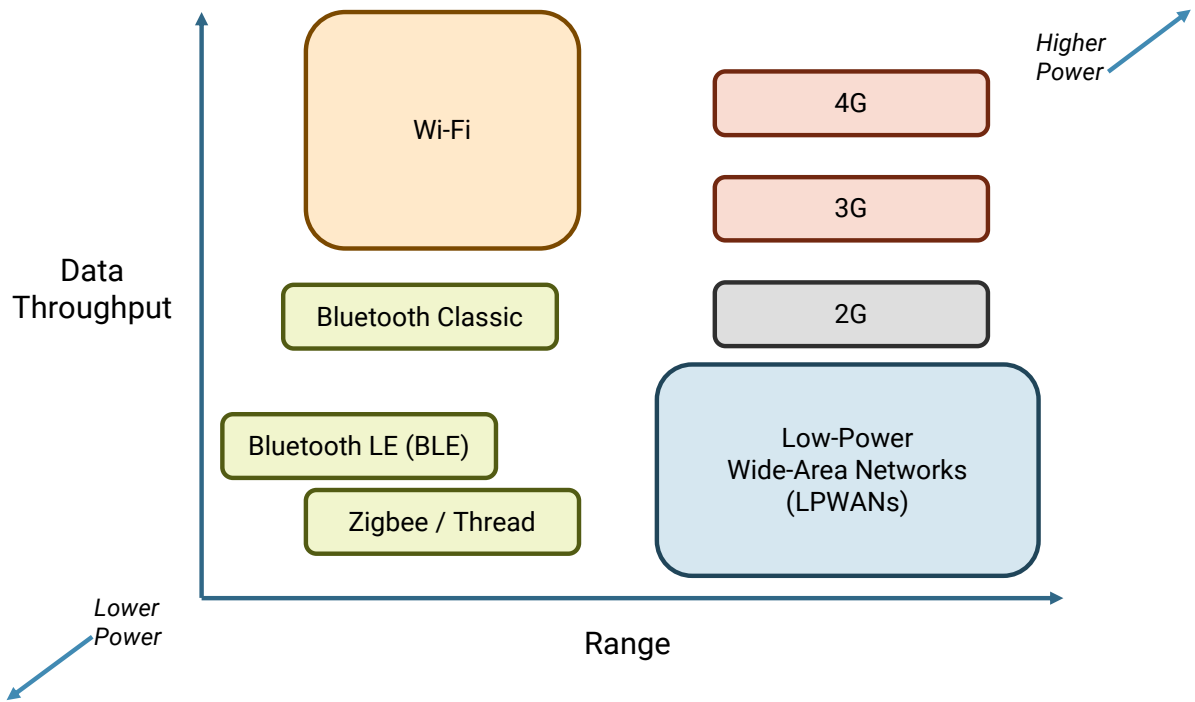 Higher
Power
Wi-Fi
4G
3G
Data
Throughput
Bluetooth Classic
2G
Bluetooth LE (BLE)
Low-Power
Wide-Area Networks
(LPWANs)
Zigbee / Thread
Lower
Power
Range